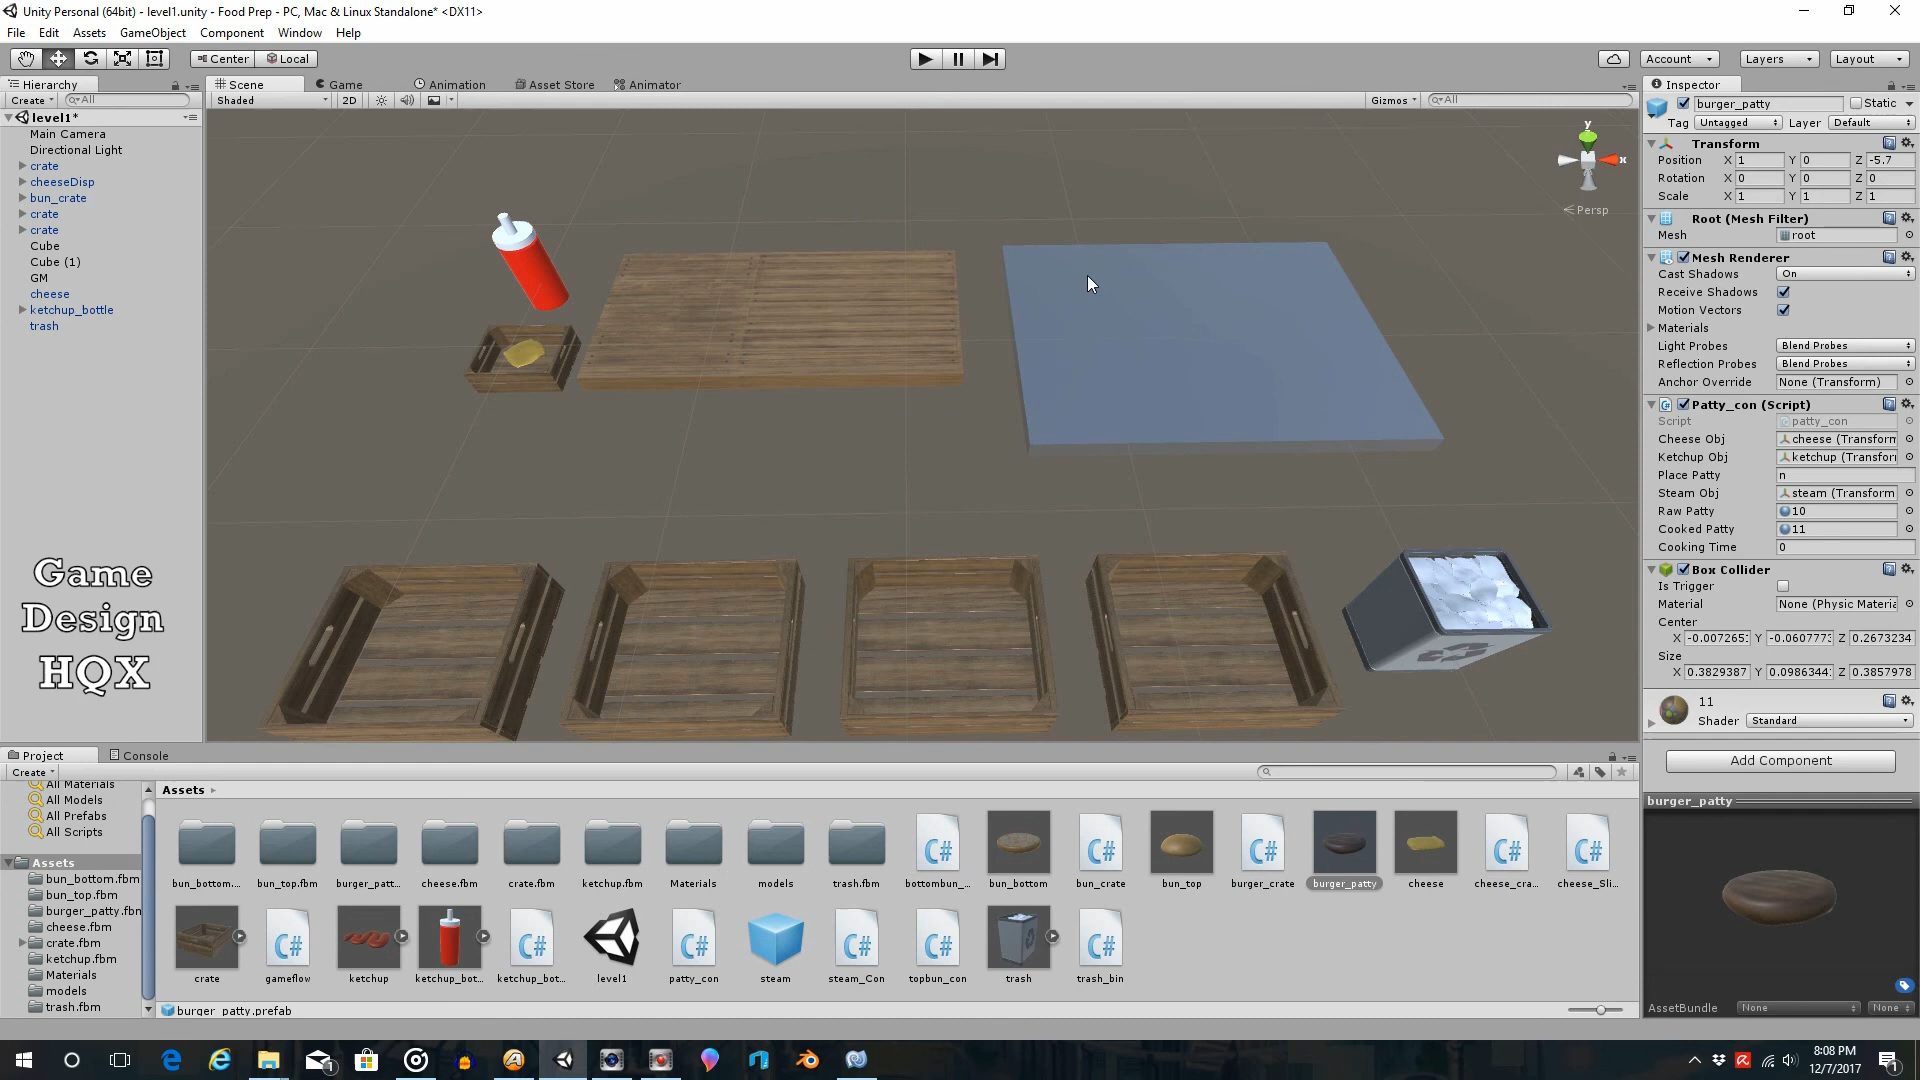 Unity Personal (64bit) - level1.unity - Food Prep - PC, Mac & Linux Standalone* <DX11>
File Edit Assets GameObject Component Window Help
Center Local Account Layers Layout
Hierarchy
Create All
level1*
Main Camera
Directional Light
crate
cheeseDisp
bun_crate
crate
crate
Cube
Cube (1)
GM
cheese
ketchup_bottle
trash
Game
Design
HQX
Scene Game Animation Asset Store Animator
Shaded 2D Gizmos All
y
x
Persp
Inspector
burger_patty Static
Tag Untagged Layer Default
Transform
Position X 1 Y 0 Z -5.7
Rotation X 0 Y 0 Z 0
Scale X 1 Y 1 Z 1
Root (Mesh Filter)
Mesh root
Mesh Renderer
Cast Shadows On
Receive Shadows
Motion Vectors
Materials
Light Probes Blend Probes
Reflection Probes Blend Probes
Anchor Override None (Transform)
Patty_con (Script)
Script patty_con
Cheese Obj cheese (Transform
Ketchup Obj ketchup (Transfor
Place Patty n
Steam Obj steam (Transform
Raw Patty 10
Cooked Patty 11
Cooking Time 0
Box Collider
Is Trigger
Material None (Physic Materia
Center
X -0.00726 Y -0.060777 Z 0.2673234
Size
X 0.3829387 Y 0.0986344 Z 0.3857978
11
Shader Standard
Add Component
burger_patty
AssetBundle None None
Project Console
Create
All Materials
All Models
All Prefabs
All Scripts
Assets
bun_bottom.fbm
bun_top.fbm
burger_patty.fbm
cheese.fbm
crate.fbm
ketchup.fbm
Materials
models
trash.fbm
Assets
bun_bottom.... bun_top.fbm burger_patt... cheese.fbm crate.fbm ketchup.fbm Materials models trash.fbm bottombun_... bun_bottom bun_crate bun_top burger_crate burger_patty cheese cheese_cra... cheese_Sli...
C# C# C# C# C#
crate gameflow ketchup ketchup_bot... ketchup_bot... level1 patty_con steam steam_Con topbun_con trash trash_bin
C# C# C# C# C# C#
burger_patty.prefab
8:08 PM
12/7/2017